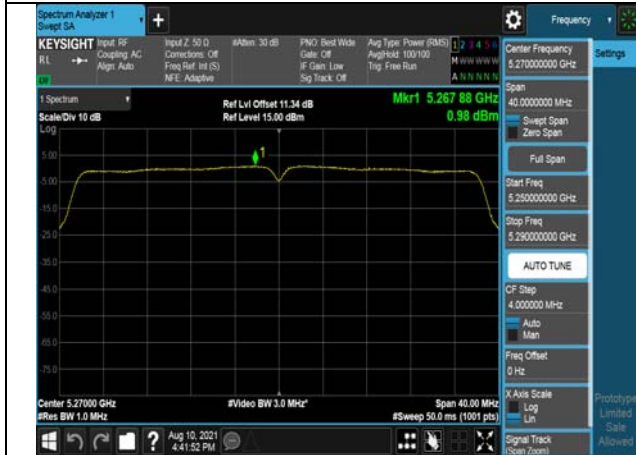 Spectrum Analyzer 1
Swept SA
+
Frequency
KEYSIGHT
RL
Input: RF
Coupling: AC
Align: Auto
Input Z: 50 Ω
Corrections: Off
Freq Ref: Int (S)
NFE: Adaptive
#Atten: 30 dB
PNO: Best Wide
Gate: Off
IF Gain: Low
Sig Track: Off
Avg Type: Power (RMS)
Avg|Hold: 100/100
Trig: Free Run
1 2 3 4 5 6
M W W W W W
A N N N N N
1 Spectrum
Scale/Div 10 dB
Log
Ref Lvl Offset 11.34 dB
Ref Level 15.00 dBm
Mkr1 5.267 88 GHz
0.98 dBm
1
5.00
-5.00
-15.0
-25.0
-35.0
-45.0
-55.0
-65.0
-75.0
Center 5.27000 GHz
#Res BW 1.0 MHz
#Video BW 3.0 MHz*
Span 40.00 MHz
#Sweep 50.0 ms (1001 pts)
Aug 10, 2021
4:41:52 PM
Center Frequency
5.270000000 GHz
Settings
Span
40.0000000 MHz
Swept Span
Zero Span
Full Span
Start Freq
5.250000000 GHz
Stop Freq
5.290000000 GHz
AUTO TUNE
CF Step
4.000000 MHz
Auto
Man
Freq Offset
0 Hz
X Axis Scale
Log
Lin
Signal Track
(Span Zoom)
Prototype
Limited
Sale
Allowed